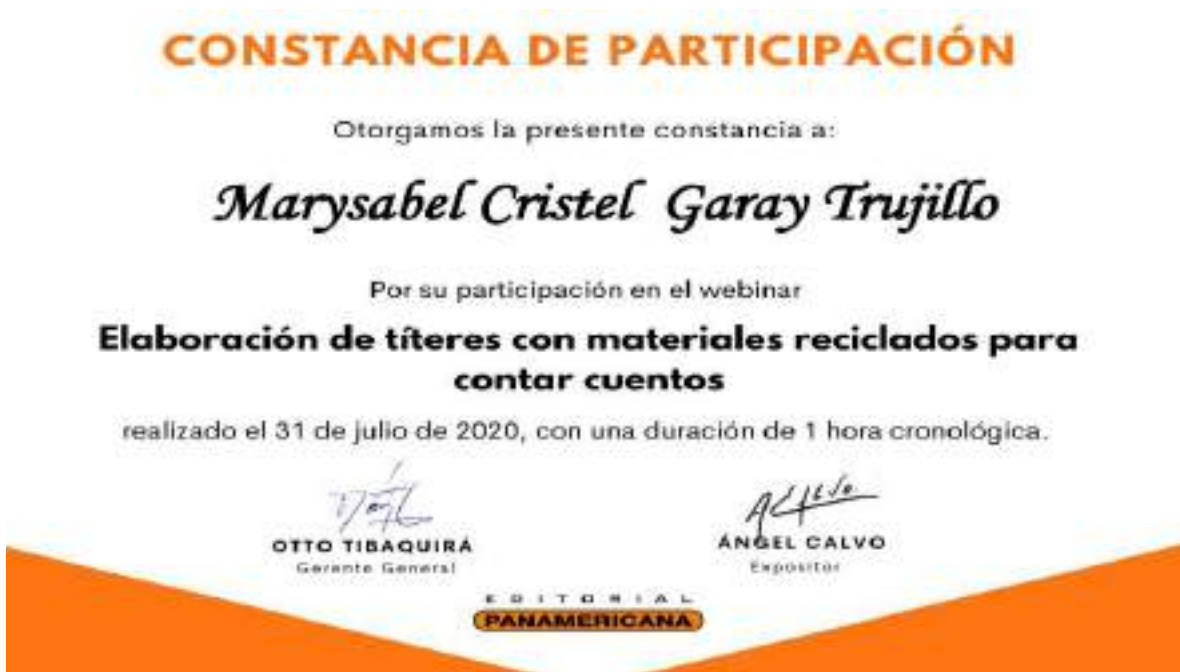 CONSTANCIA DE PARTICIPACIÓN
Otorgamos la presente constancia a:
Marysabel Cristel Garay Trujillo
Por su participación en el webinar
Elaboración de títeres con materiales reciclados para
contar cuentos
realizado el 31 de julio de 2020, con una duración de 1 hora cronológica.
OTTO TIBAQUIRÁ
Gerente General
ÁNGEL CALVO
Expositor
EDITORIAL
PANAMERICANA